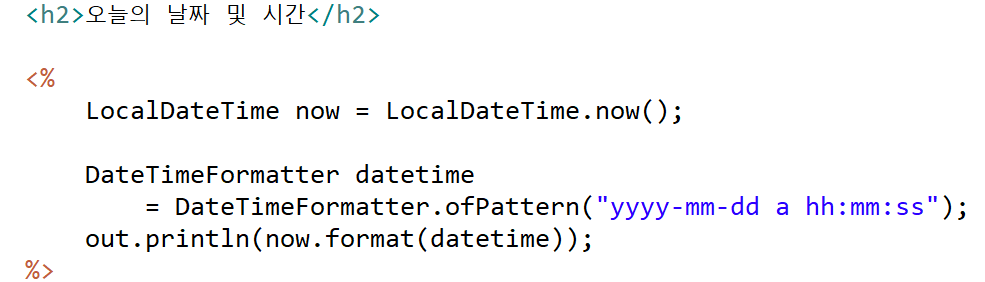 <h2>오늘의 날짜 및 시간</h2>
<%
LocalDateTime now = LocalDateTime.now();
DateTimeFormatter datetime
= DateTimeFormatter.ofPattern("yyyy-mm-dd a hh:mm:ss");
out.println(now.format(datetime));
%>